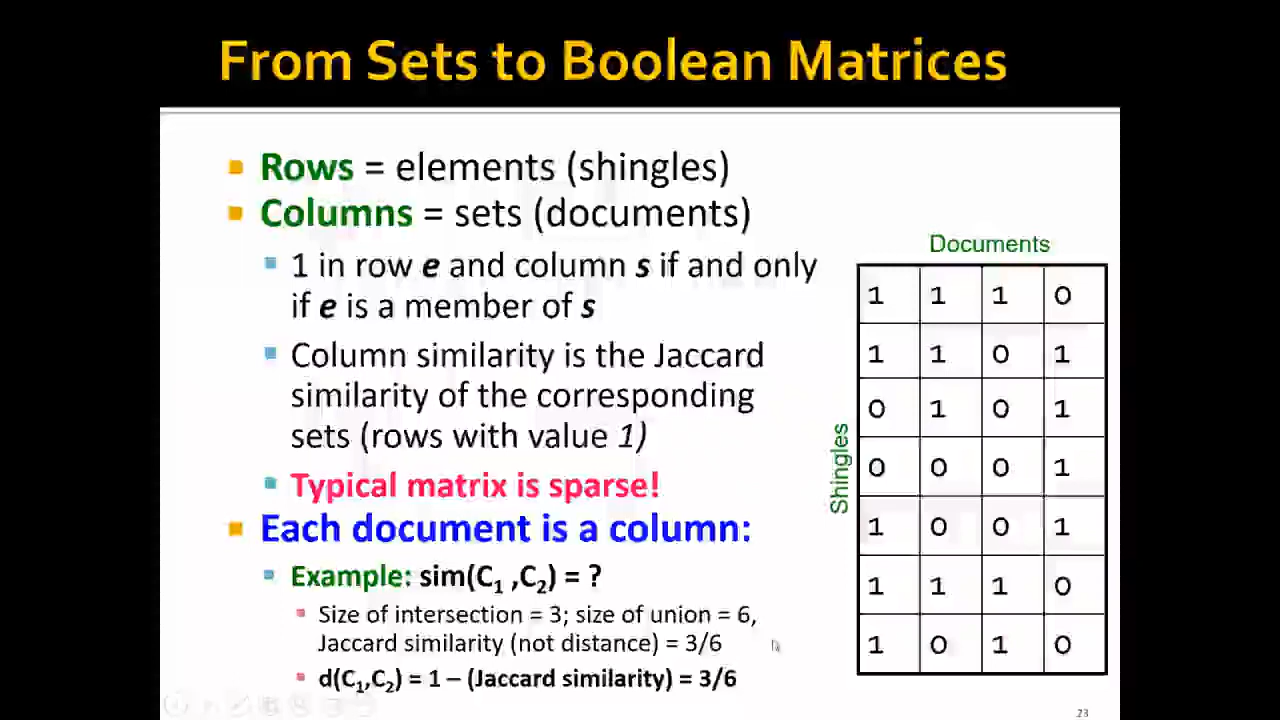 From Sets to Boolean Matrices
Rows = elements (shingles)
Columns = sets (documents)
1 in row e and column s if and only
if e is a member of s
Column similarity is the Jaccard
similarity of the corresponding
sets (rows with value 1)
Typical matrix is sparse!
Each document is a column:
Example: sim(C1 ,C2) = ?
Size of intersection = 3; size of union = 6,
Jaccard similarity (not distance) = 3/6
d(C1,C2) = 1 – (Jaccard similarity) = 3/6
Documents
Shingles
1 1 1 0
1 1 0 1
0 1 0 1
0 0 0 1
1 0 0 1
1 1 1 0
1 0 1 0
23